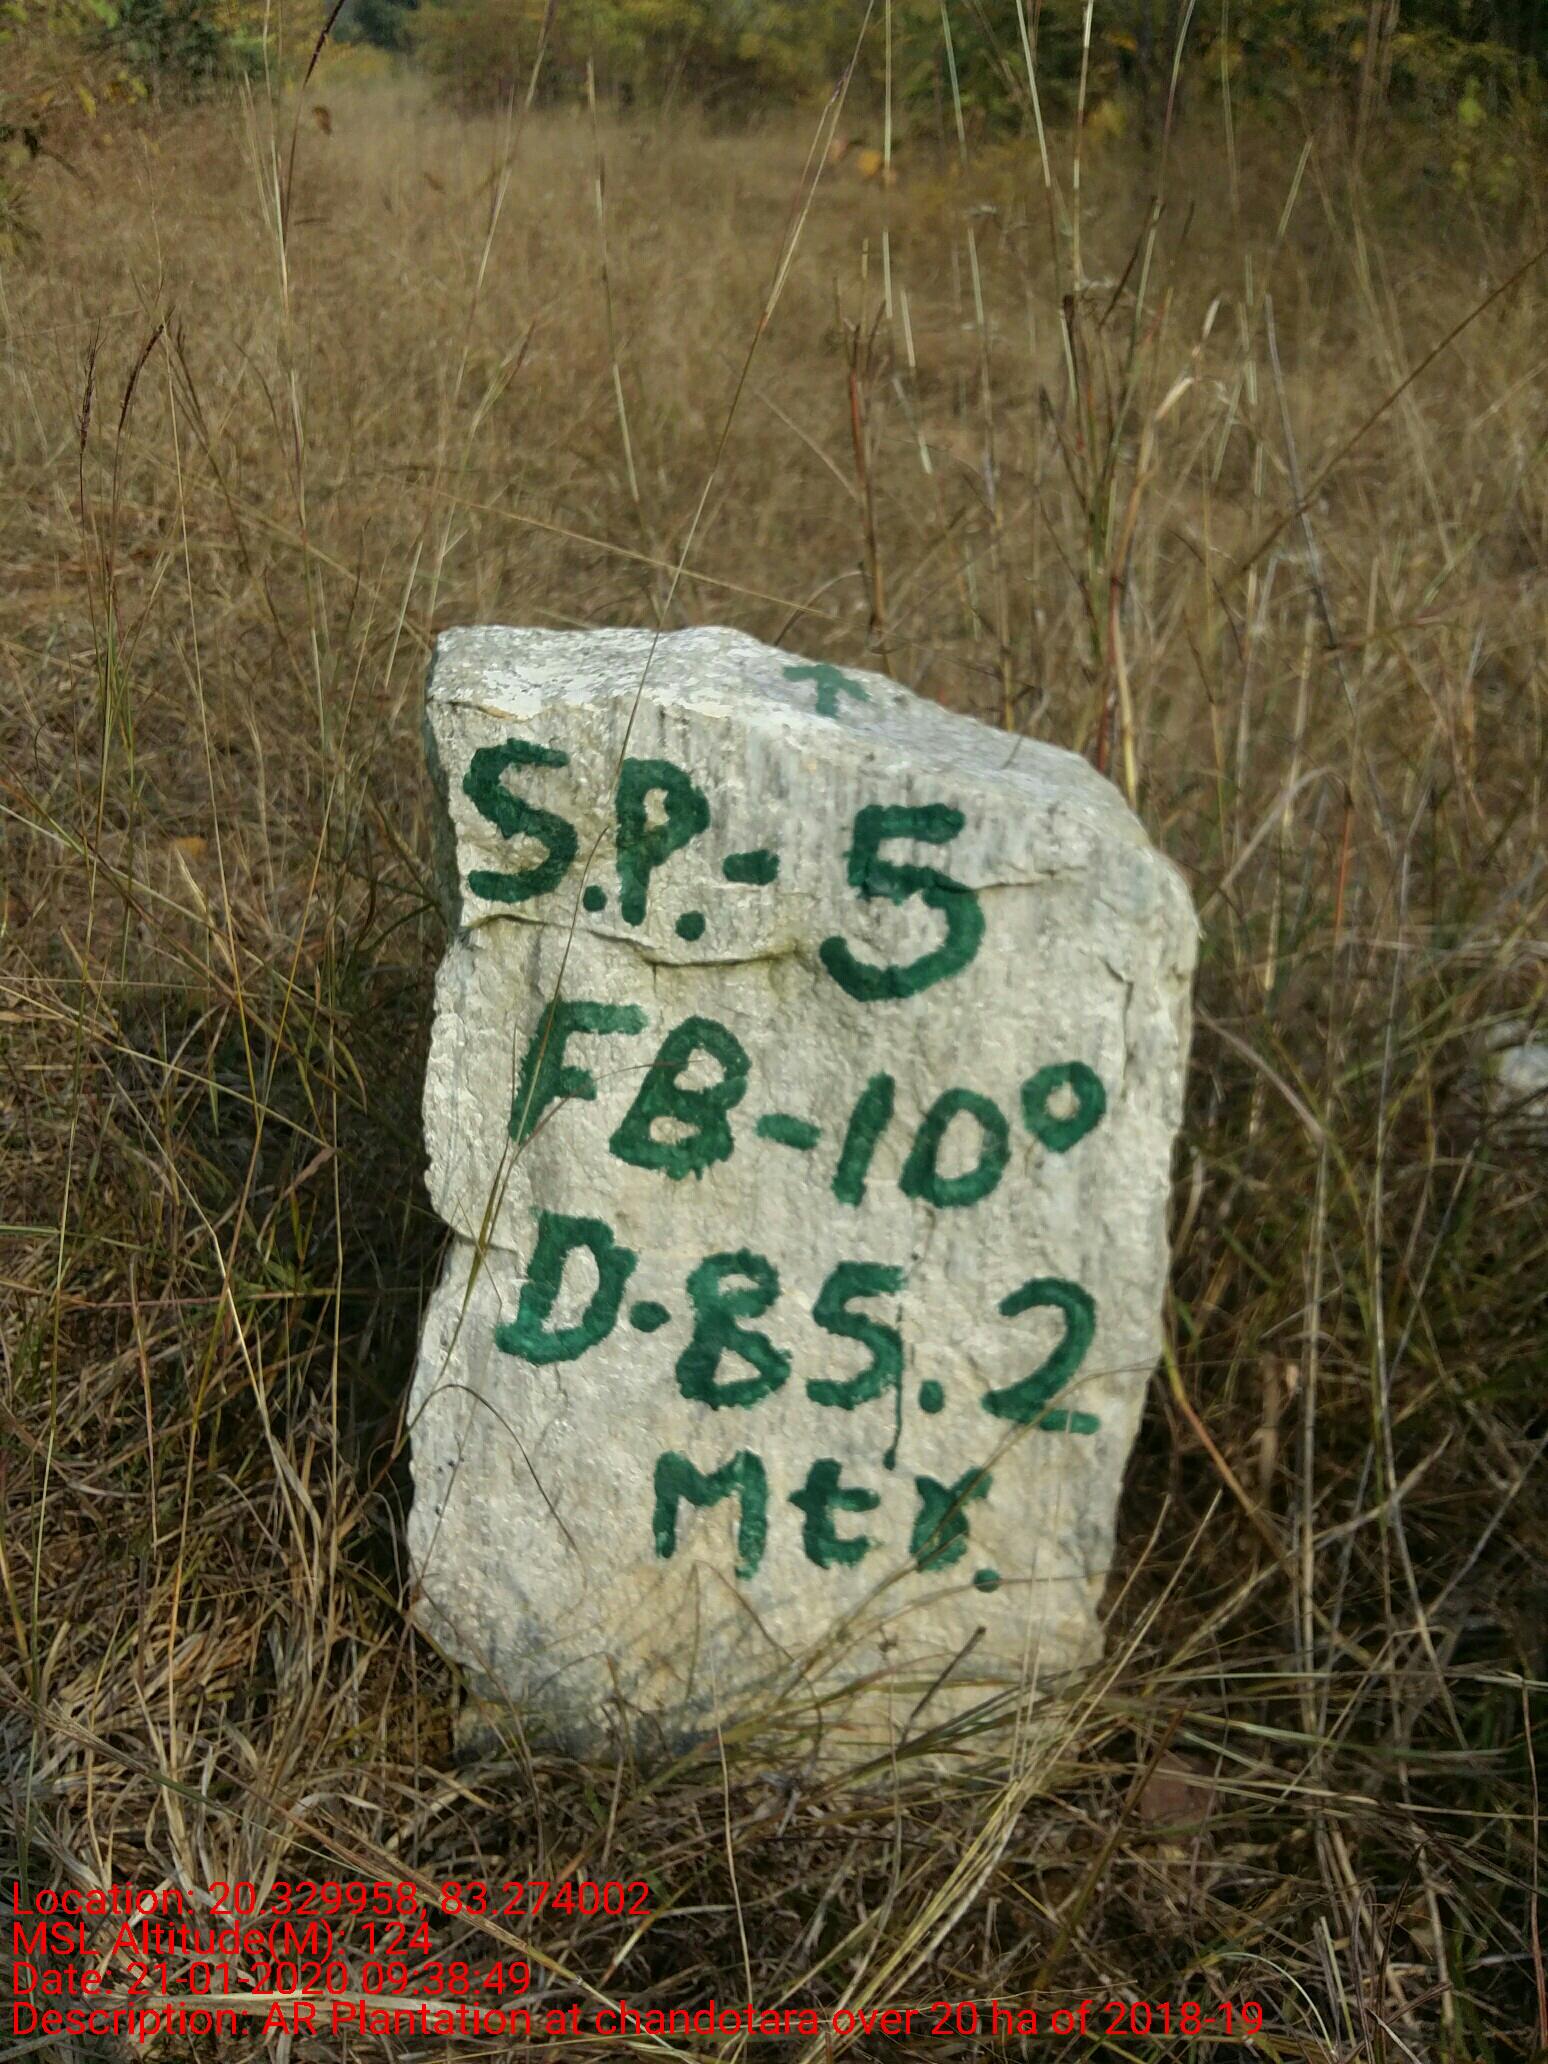 ↑
S.P.- 5
FB-10°
D.85.2
Mtr.
Location: 20.329958, 83.274002
MSL Altitude(M): 124
Date: 21-01-2020 09:38:49
Description: AR Plantation at chandotara over 20 ha of 2018-19